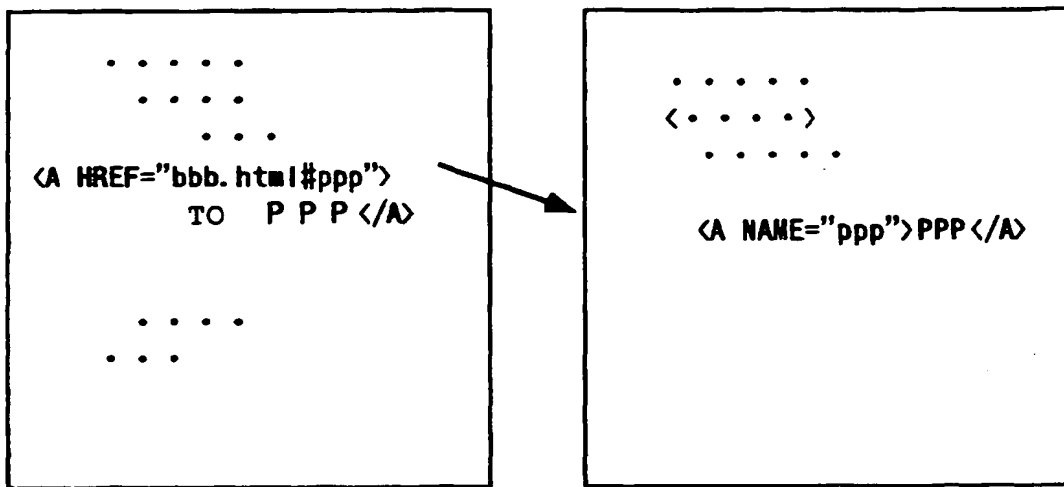 • • • • •
• • • •
• • •
<A HREF="bbb.html#ppp">
TO P P P </A>
• • • •
• • •
• • • • •
<• • • •>
• • • • •
<A NAME="ppp">PPP</A>